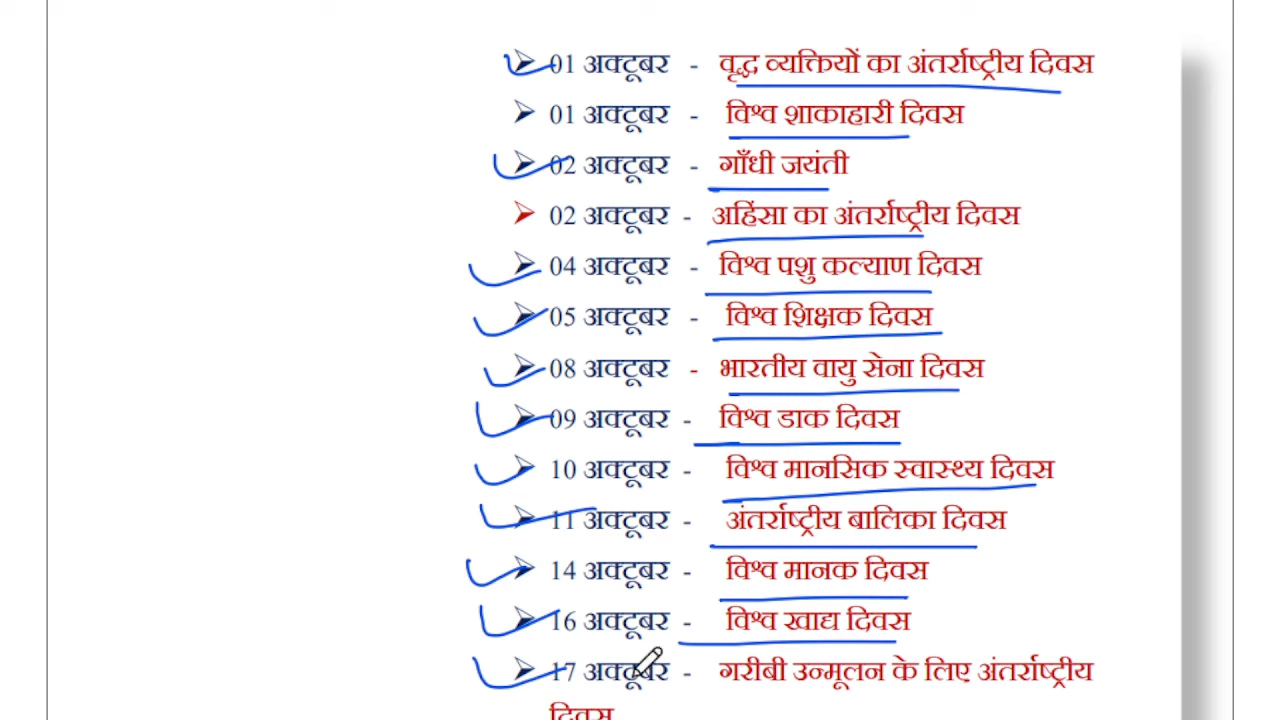 01 अक्टूबर - वृद्ध व्यक्तियों का अंतर्राष्ट्रीय दिवस
01 अक्टूबर - विश्व शाकाहारी दिवस
02 अक्टूबर - गाँधी जयंती
02 अक्टूबर - अहिंसा का अंतर्राष्ट्रीय दिवस
04 अक्टूबर - विश्व पशु कल्याण दिवस
05 अक्टूबर - विश्व शिक्षक दिवस
08 अक्टूबर - भारतीय वायु सेना दिवस
09 अक्टूबर - विश्व डाक दिवस
10 अक्टूबर - विश्व मानसिक स्वास्थ्य दिवस
11 अक्टूबर - अंतर्राष्ट्रीय बालिका दिवस
14 अक्टूबर - विश्व मानक दिवस
16 अक्टूबर - विश्व खाद्य दिवस
17 अक्टूबर - गरीबी उन्मूलन के लिए अंतर्राष्ट्रीय
दिवस